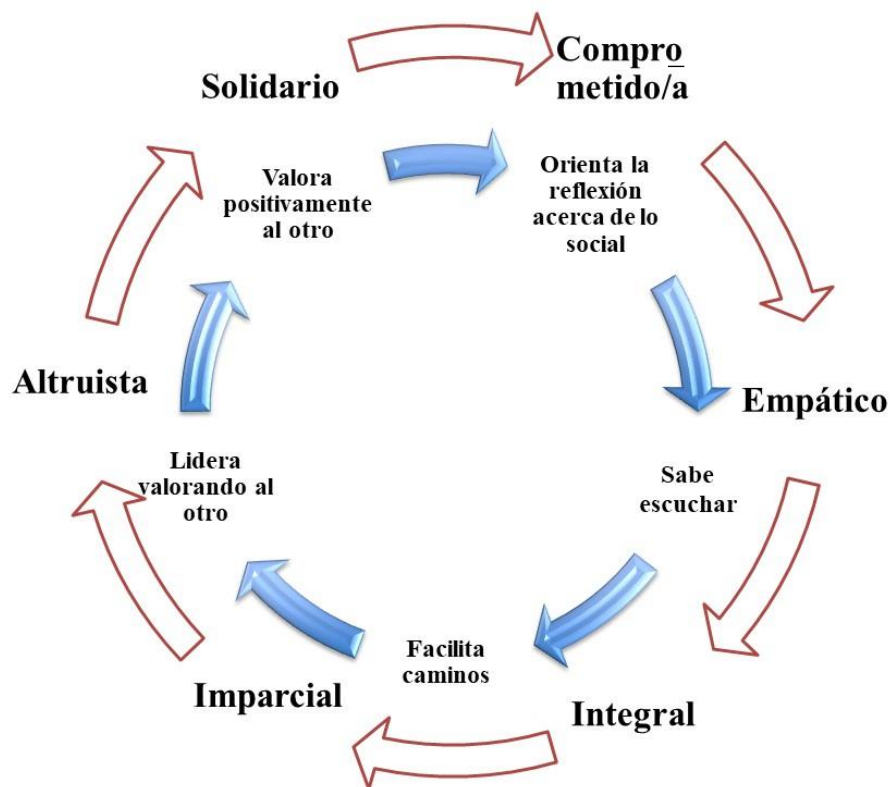 Solidario
Compro
metido/a
Valora
positivamente
al otro
Orienta la
reflexión
acerca de lo
social
Empático
Sabe
escuchar
Integral
Facilita
caminos
Imparcial
Lidera
valorando al
otro
Altruista